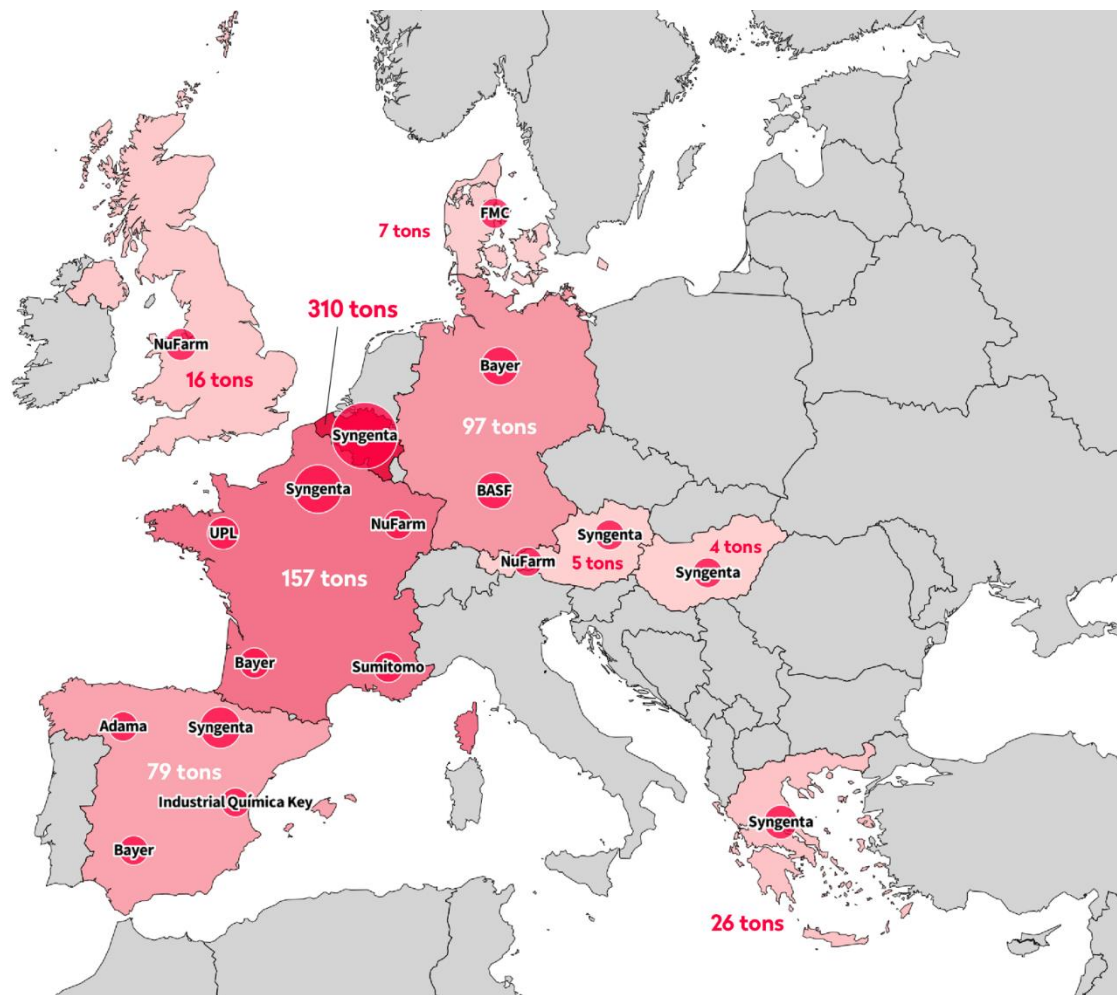 FMC
7 tons
310 tons
NuFarm
16 tons
Bayer
97 tons
Syngenta
BASF
Syngenta
NuFarm
UPL
Syngenta
4 tons
NuFarm
5 tons
Syngenta
157 tons
Bayer
Sumitomo
Adama
Syngenta
79 tons
Industrial Química Key
Bayer
Syngenta
26 tons